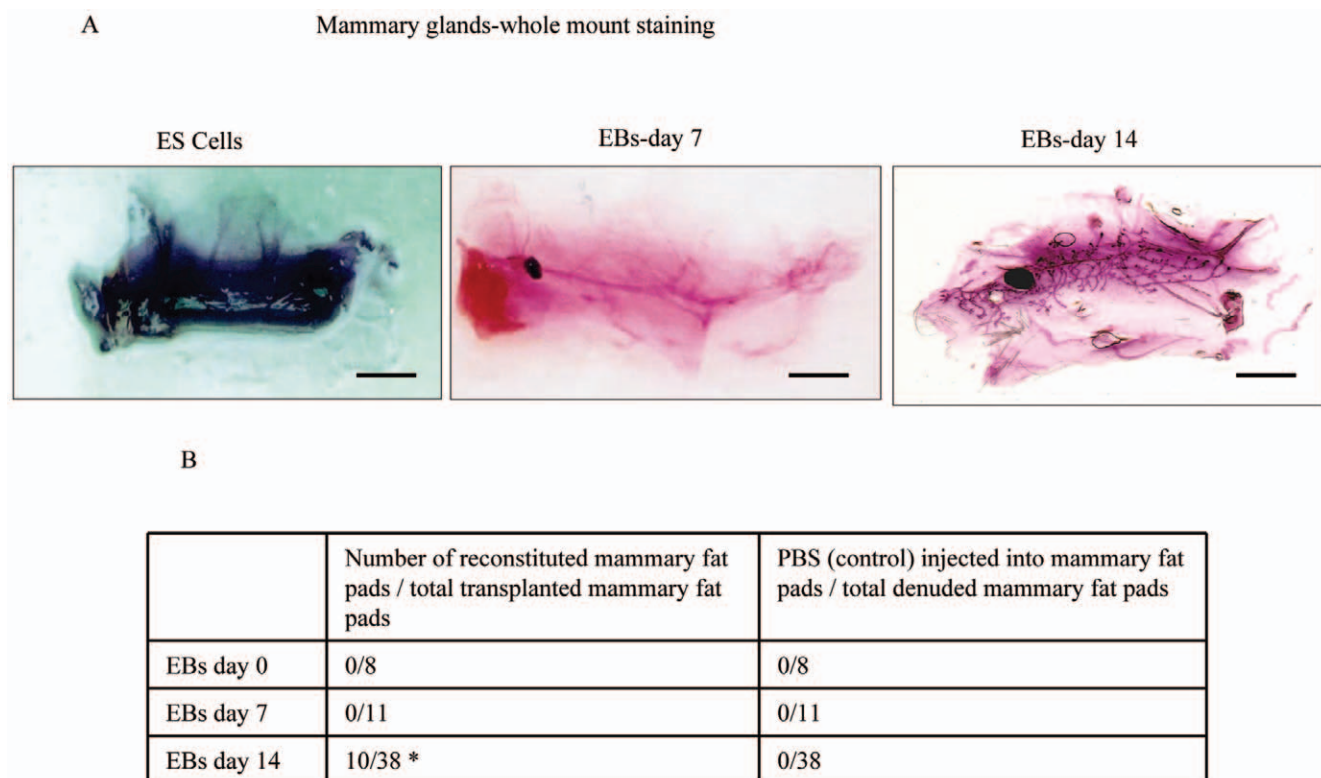 A
Mammary glands-whole mount staining
ES Cells
EBs-day 7
EBs-day 14
B
Number of reconstituted mammary fat
pads / total transplanted mammary fat
pads
PBS (control) injected into mammary fat
pads / total denuded mammary fat pads
EBs day 0
0/8
0/8
EBs day 7
0/11
0/11
EBs day 14
10/38 *
0/38